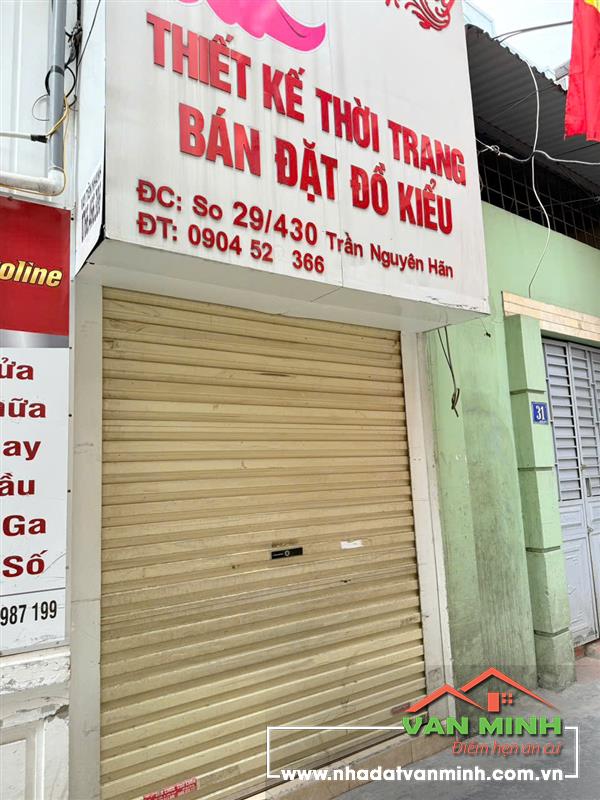 THIẾT KẾ THỜI TRANG
BÁN ĐẶT ĐỒ KIỂU
ĐC: So 29/430 Trần Nguyên Hãn
ĐT: 0904 52 366
oline
ửa
ữa
ay
ầu
Ga
Số
987 199
31
VAN MINH
Điểm hẹn an cư
www.nhadatvanminh.com.vn